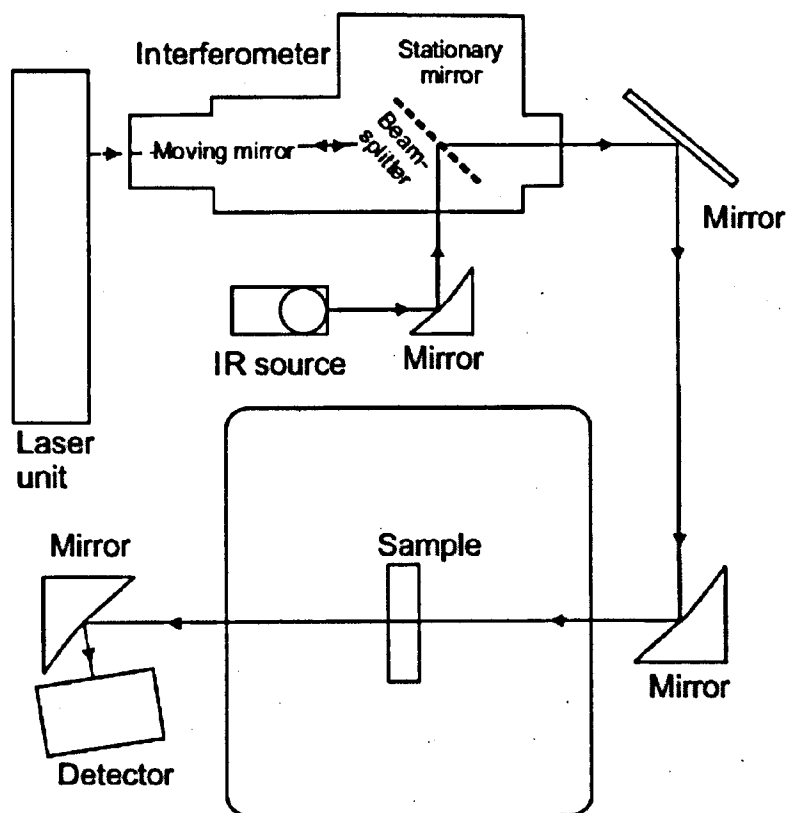 Interferometer
Stationary
mirror
Moving mirror
Beam-
splitter
Mirror
IR source
Mirror
Laser
unit
Mirror
Sample
Mirror
Detector